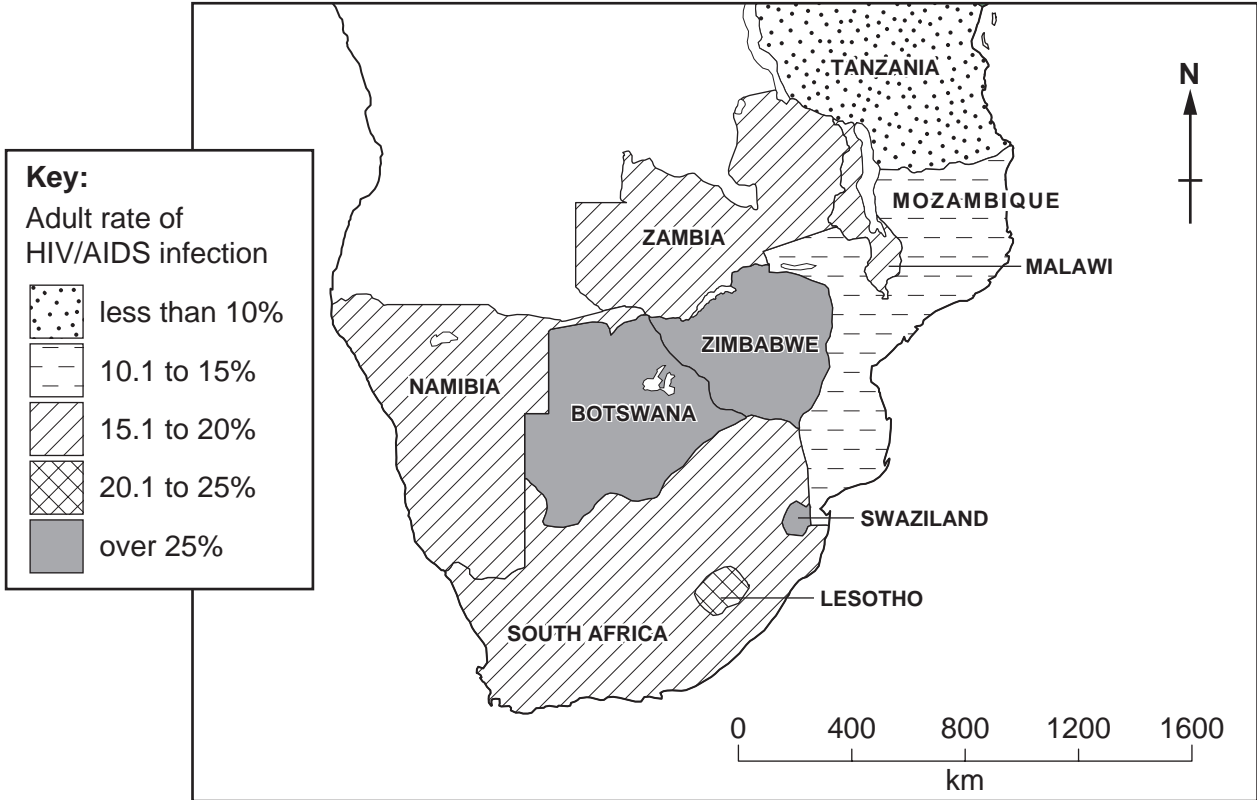 Key:
Adult rate of
HIV/AIDS infection
less than 10%
10.1 to 15%
15.1 to 20%
20.1 to 25%
over 25%
TANZANIA
N
MOZAMBIQUE
ZAMBIA
MALAWI
ZIMBABWE
NAMIBIA
BOTSWANA
SWAZILAND
LESOTHO
SOUTH AFRICA
0 400 800 1200 1600
km